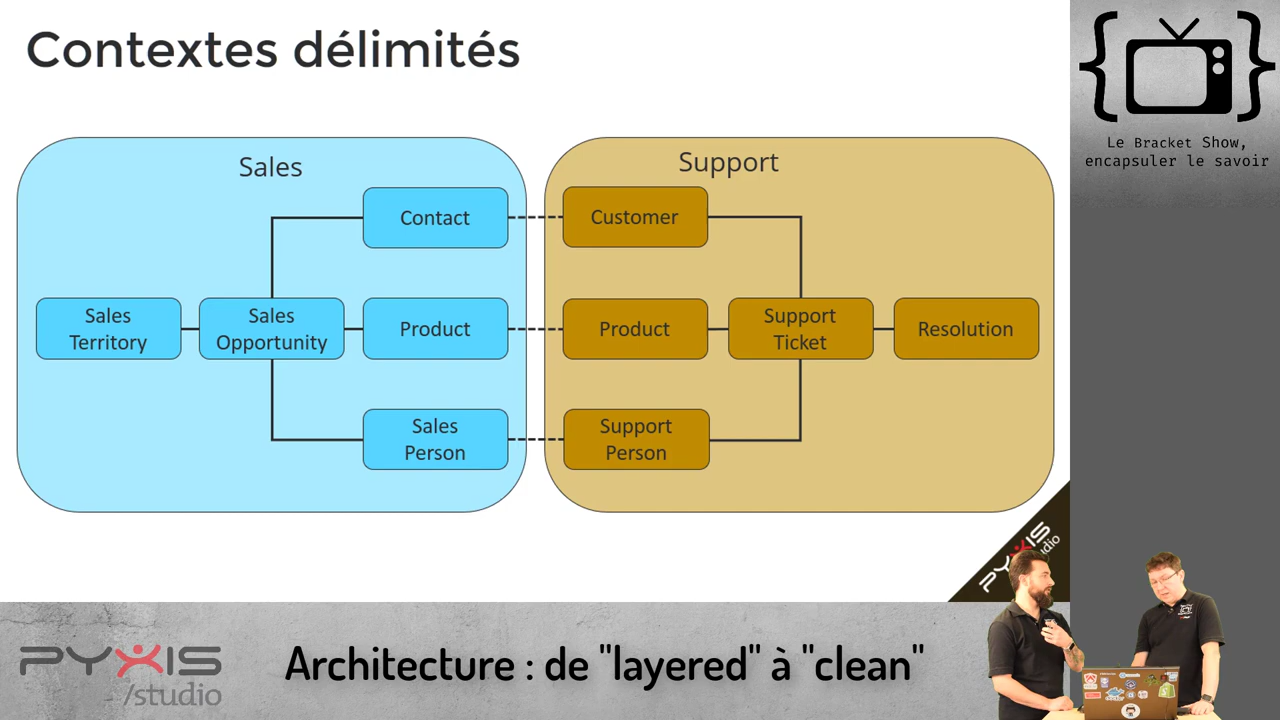 Contextes délimités
Sales
Support
Contact
Customer
Sales
Territory
Sales
Opportunity
Product
Product
Support
Ticket
Resolution
Sales
Person
Support
Person
Le Bracket Show,
encapsuler le savoir
PYXIS
/studio
Architecture : de "layered" à "clean"